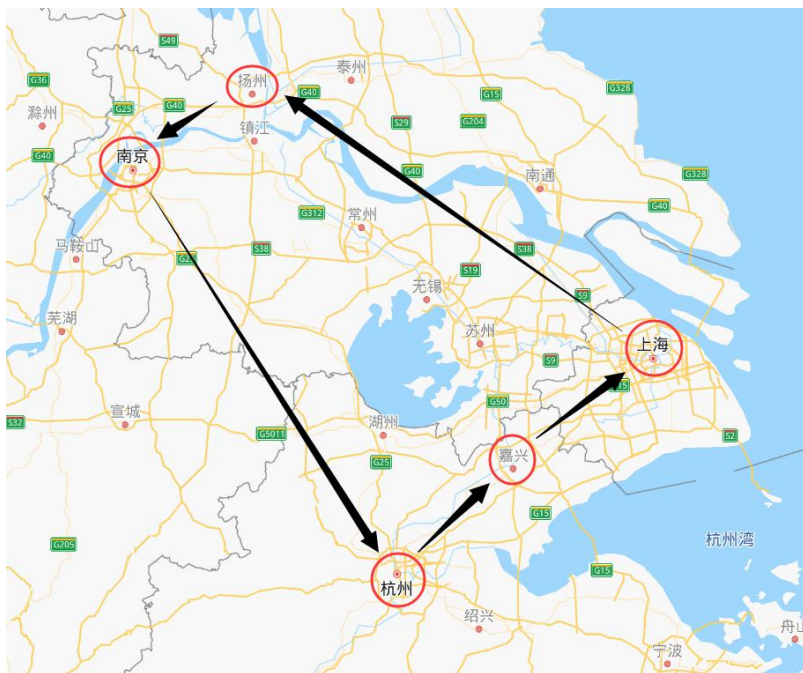 S49
G36
扬州
泰州
G40
G15
G328
滁州
G25
G40
S29
G204
镇江
G40
南京
G40
南通
G328
G312
常州
G40
马鞍山
S38
S38
S19
无锡
S9
芜湖
苏州
上海
S9
G15
宣城
G50
湖州
S32
G5011
S2
嘉兴
G25
G15
G205
杭州湾
G15
杭州
绍兴
宁波